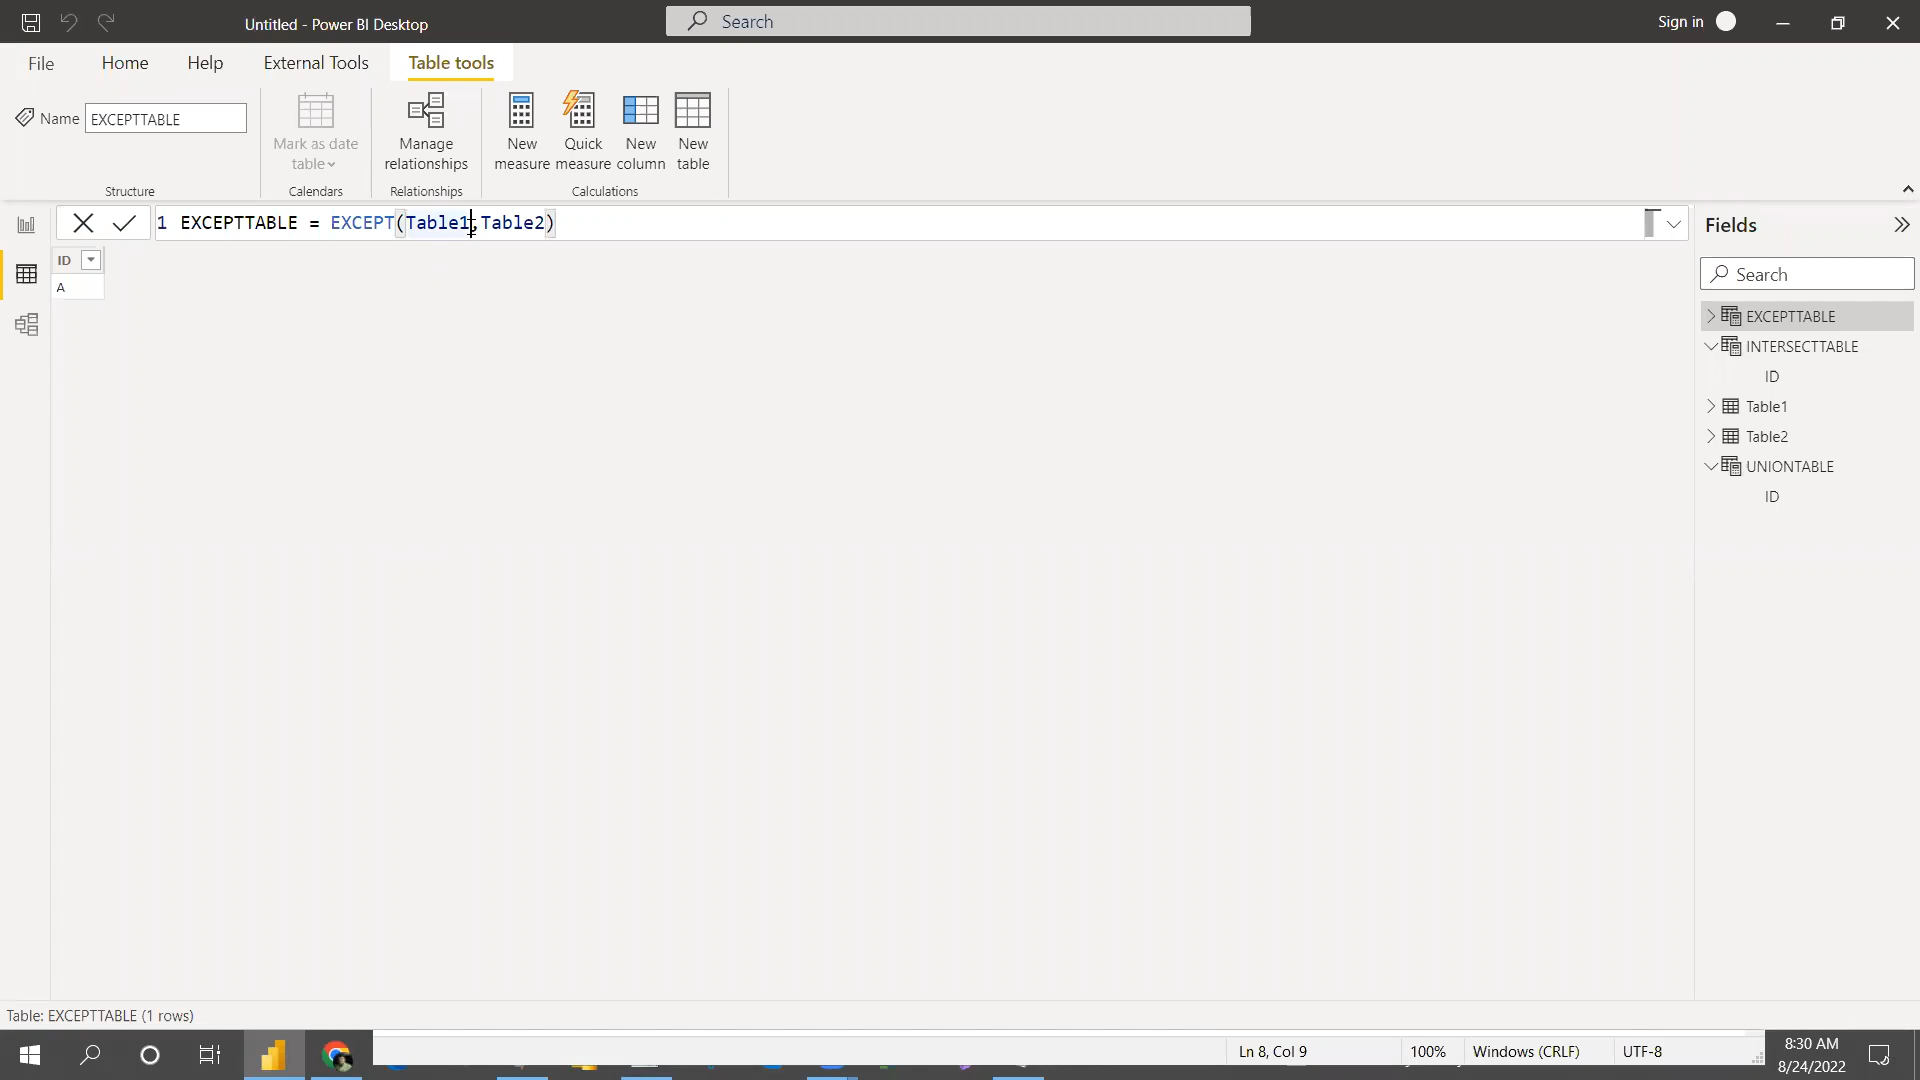 Untitled - Power BI Desktop
Search
Sign in
File
Home
Help
External Tools
Table tools
Name
EXCEPTTABLE
Mark as date
table
Manage
relationships
New
measure
Quick
measure
New
column
New
table
Structure
Calendars
Relationships
Calculations
1 EXCEPTTABLE = EXCEPT(Table1,Table2)
Fields
ID
A
Search
EXCEPTTABLE
INTERSECTTABLE
ID
Table1
Table2
UNIONTABLE
ID
Table: EXCEPTTABLE (1 rows)
Ln 8, Col 9
100%
Windows (CRLF)
UTF-8
8:30 AM
8/24/2022